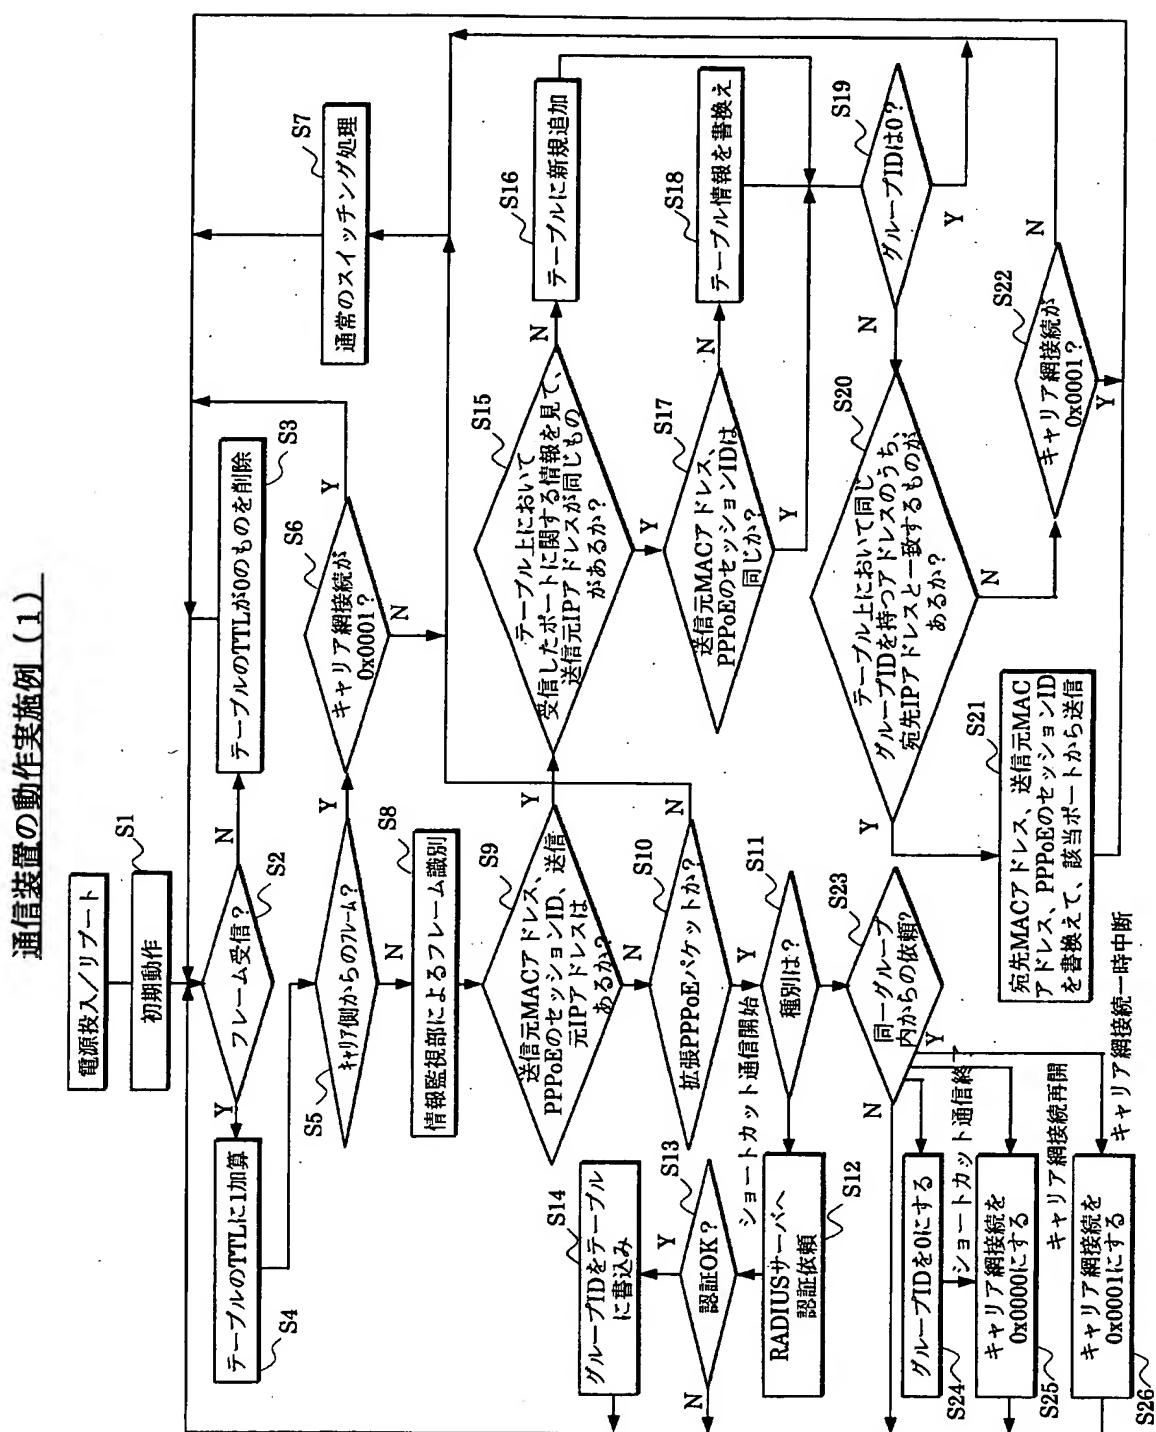 通信装置の動作実施例(1)
電源投入/リブート
初期動作
S1
フレーム受信?
S2
N
Y
テーブルのTTLが0のものを削除
S3
テーブルのTTLに1加算
S4
キャリア側からのフレーム?
S5
Y
N
キャリア網接続が
0x0001?
S6
Y
N
通常のスイッチング処理
S7
情報監視部によるフレーム識別
S8
送信元MACアドレス、
PPPoEのセッションID、送信
元IPアドレスは
あるか?
S9
Y
N
拡張PPPoEパケットか?
S10
N
Y
種別は?
S11
ショートカット通信開始
RADIUSサーバへ
認証依頼
S12
認証OK?
S13
Y
N
グループIDをテーブル
に書込み
S14
テーブル上において
受信したポートに関する情報を見て、
送信元IPアドレスが同じもの
があるか?
S15
N
Y
テーブルに新規追加
S16
送信元MACアドレス、
PPPoEのセッションIDは
同じか?
S17
N
Y
テーブル情報を書換え
S18
グループIDは0?
S19
N
Y
テーブル上において同じ
グループIDを持つアドレスのうち、
宛先IPアドレスと一致するものが
あるか?
S20
Y
N
宛先MACアドレス、送信元MAC
アドレス、PPPoEのセッションID
を書換えて、該当ポートから送信
S21
キャリア網接続が
0x0001?
S22
N
Y
同一グループ
内からの依頼?
S23
N
Y
グループIDを0にする
S24
ショートカット通信終了
キャリア網接続を
0x0000にする
S25
キャリア網接続再開
キャリア網接続を
0x0001にする
S26
キャリア網接続一時中断